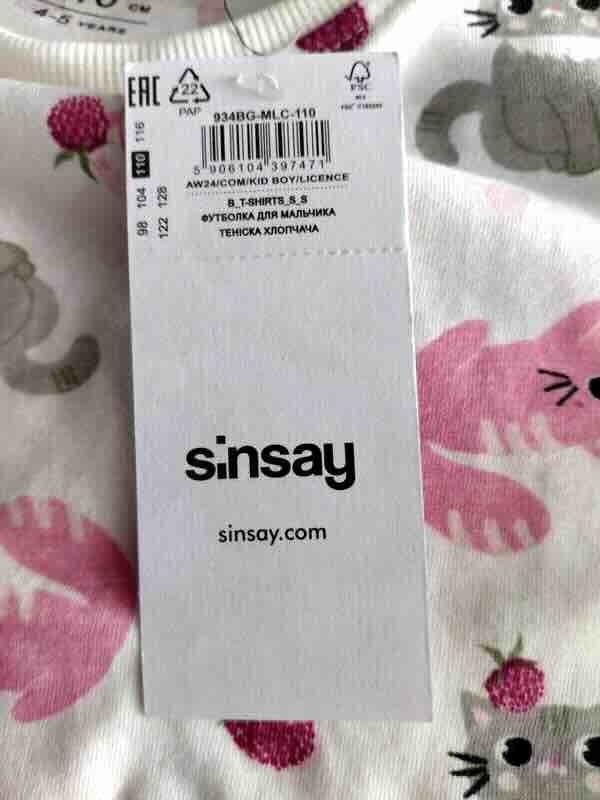 CM
4-5 YEARS
EAC
22
PAP
FSC
934BG-MLC-110
5 906104 397471
AW24/COM/KID BOY/LICENCE
B_T-SHIRTS_S_S
ФУТБОЛКА ДЛЯ МАЛЬЧИКА
ТЕНІСКА ХЛОПЧАЧА
98 104 110 116
122 128
sinsay
sinsay.com